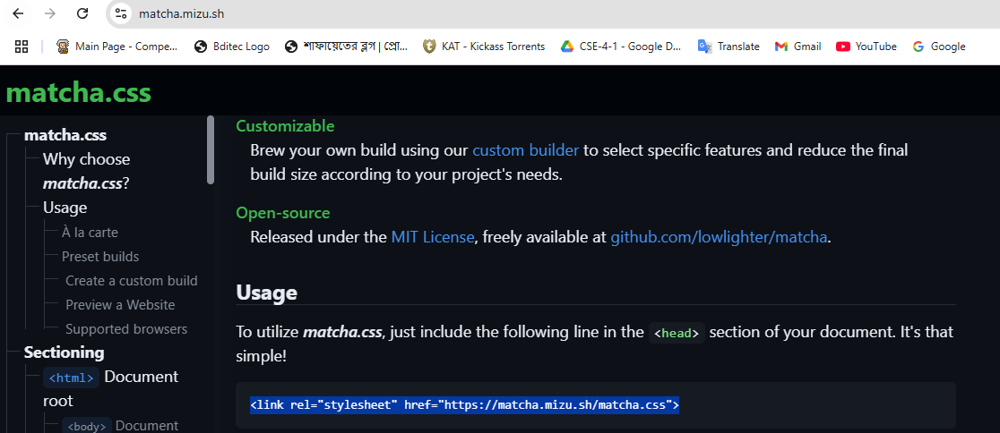 matcha.mizu.sh
Main Page - Compe... Bditec Logo শাফায়েতের ব্লগ | প্রো... KAT - Kickass Torrents CSE-4-1 - Google D... Translate Gmail YouTube Google
matcha.css
matcha.css
Why choose
matcha.css?
Usage
À la carte
Preset builds
Create a custom build
Preview a Website
Supported browsers
Sectioning
<html> Document
root
<body> Document
Customizable
Brew your own build using our custom builder to select specific features and reduce the final
build size according to your project's needs.
Open-source
Released under the MIT License, freely available at github.com/lowlighter/matcha.
Usage
To utilize matcha.css, just include the following line in the <head> section of your document. It's that
simple!
<link rel="stylesheet" href="https://matcha.mizu.sh/matcha.css">